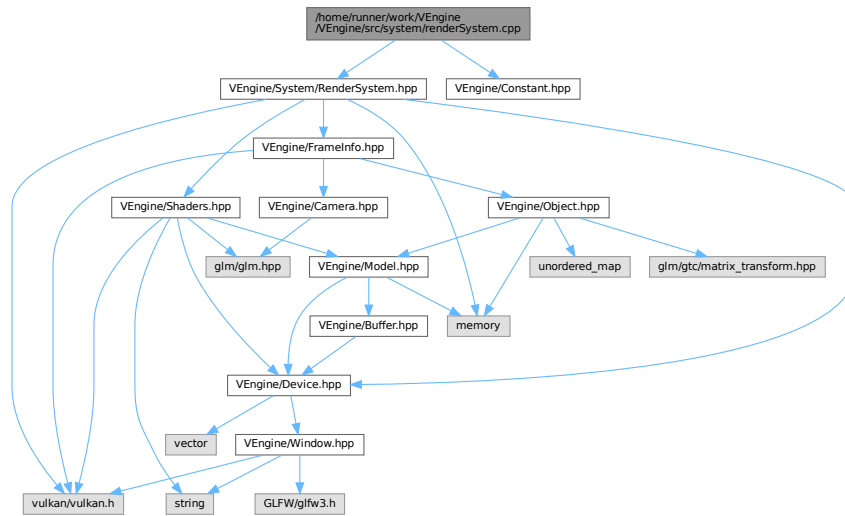 /home/runner/work/VEngine
/VEngine/src/system/renderSystem.cpp
VEngine/System/RenderSystem.hpp
VEngine/Constant.hpp
VEngine/FrameInfo.hpp
VEngine/Shaders.hpp
VEngine/Camera.hpp
VEngine/Object.hpp
glm/glm.hpp
VEngine/Model.hpp
unordered_map
glm/gtc/matrix_transform.hpp
VEngine/Buffer.hpp
memory
VEngine/Device.hpp
vector
VEngine/Window.hpp
vulkan/vulkan.h
string
GLFW/glfw3.h